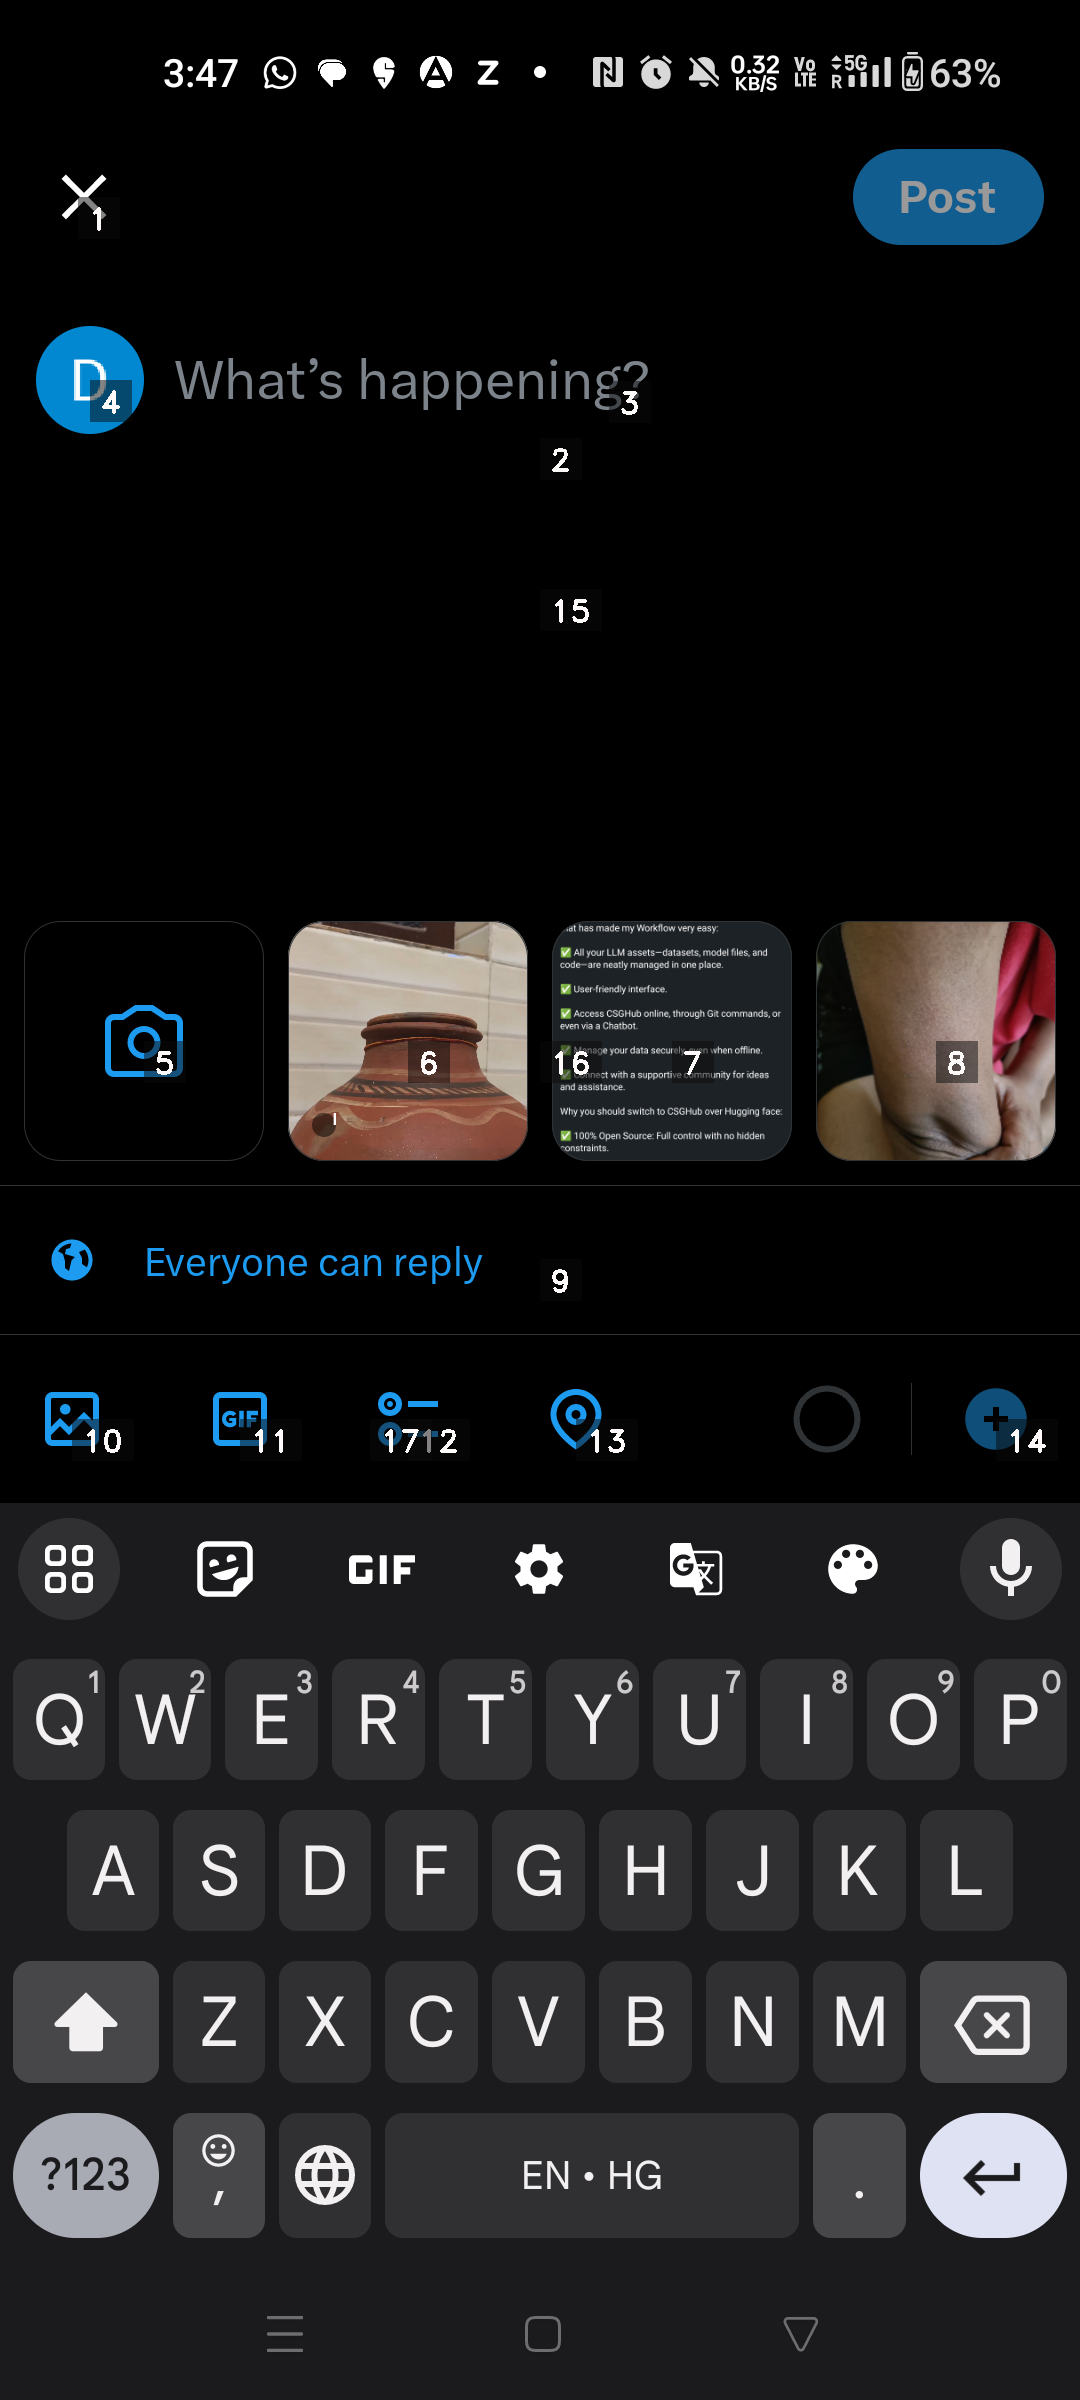 3:47 Z 0.32 KB/S Vo LTE 5G R 63%
1
Post
D
4
What's happening?
3
2
15
at has made my Workflow very easy:
✅ All your LLM assets—datasets, model files, and
code—are neatly managed in one place.
✅ User-friendly interface.
✅ Access CSGHub online, through Git commands, or
even via a Chatbot.
✅ Manage your data securely, even when offline.
5
6
16
7
8
✅ Connect with a supportive community for ideas
and assistance.
Why you should switch to CSGHub over Hugging face:
✅ 100% Open Source: Full control with no hidden
constraints.
Everyone can reply
9
GIF
10
11
17
12
13
14
GIF
G 文
Q 1 W 2 E 3 R 4 T 5 Y 6 U 7 I 8 O 9 P 0
A S D F G H J K L
Z X C V B N M
?123 , EN • HG .